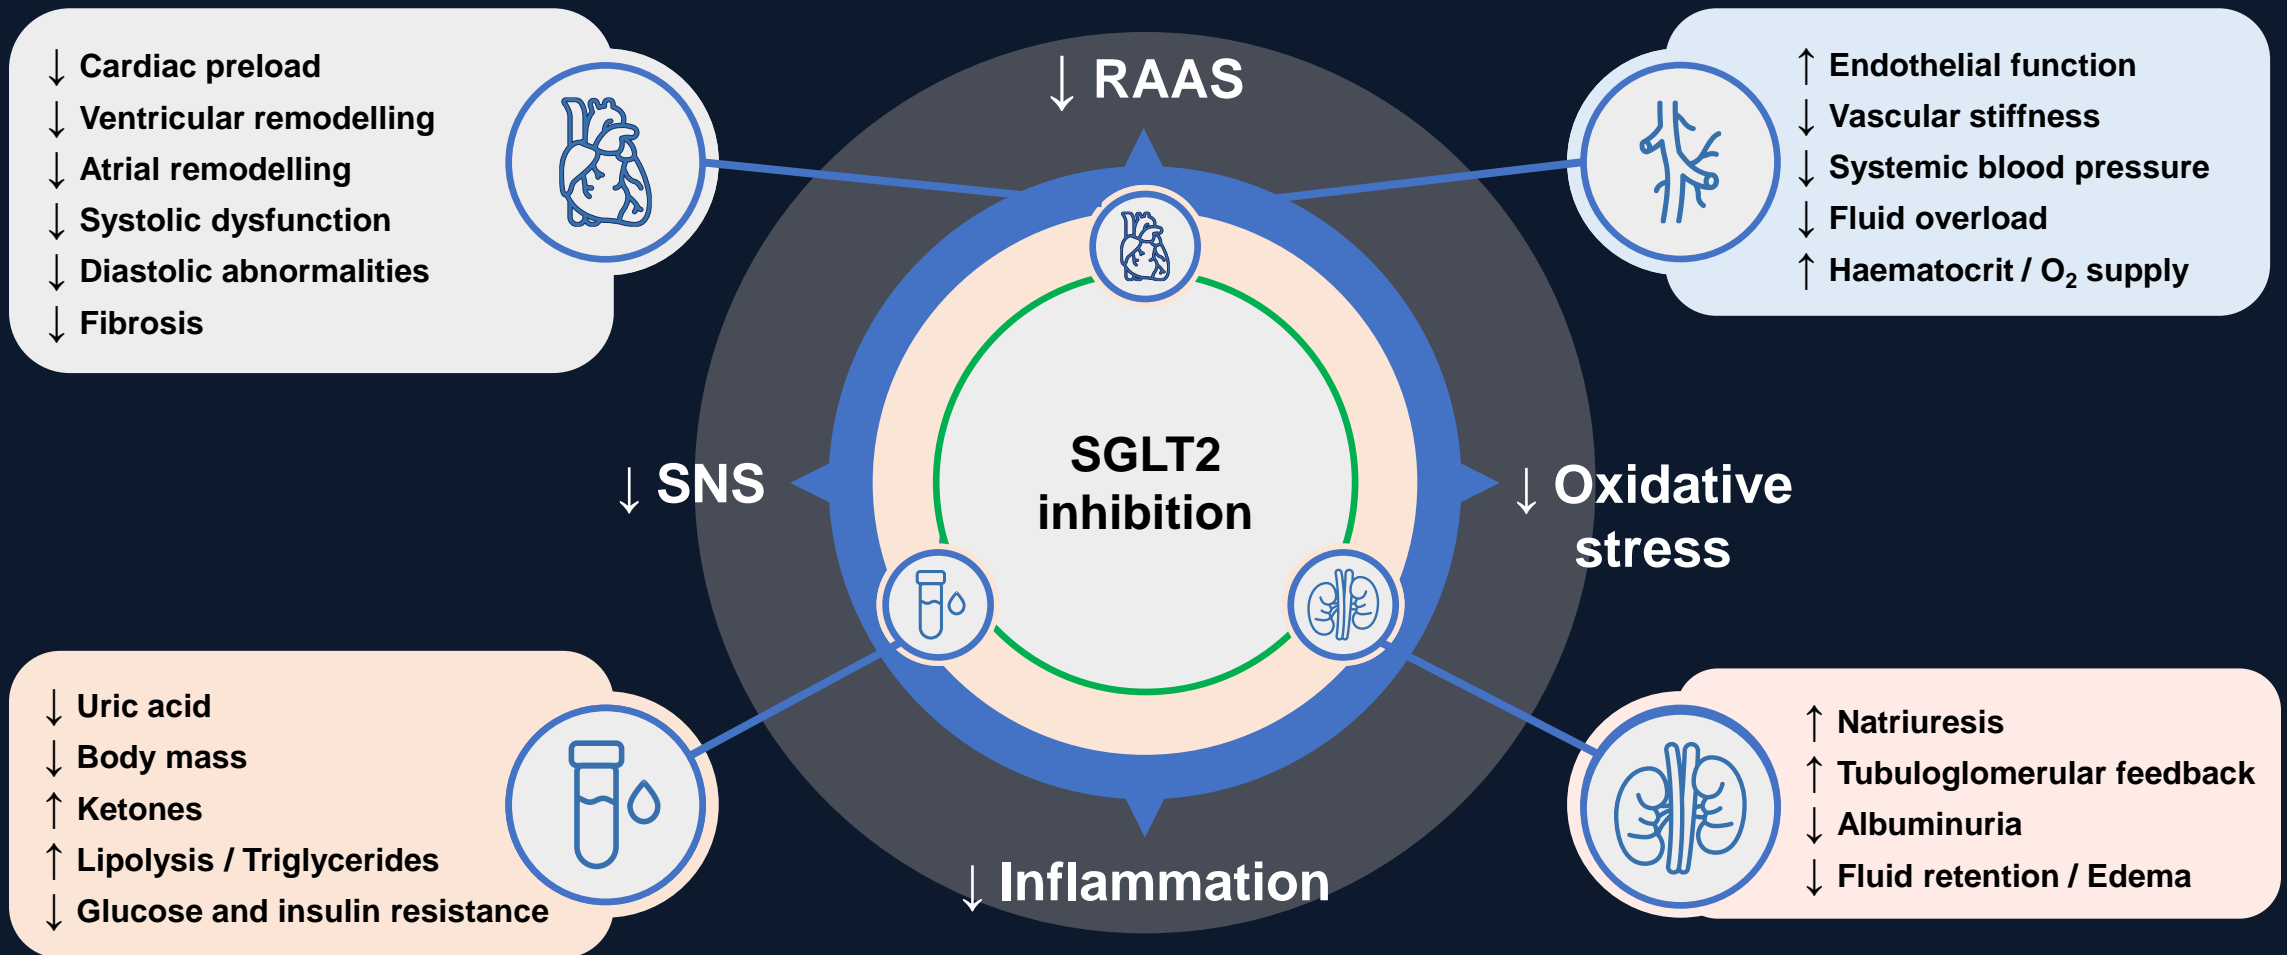 ↓ Cardiac preload
↓ Ventricular remodelling
↓ Atrial remodelling
↓ Systolic dysfunction
↓ Diastolic abnormalities
↓ Fibrosis
↓ RAAS
↑ Endothelial function
↓ Vascular stiffness
↓ Systemic blood pressure
↓ Fluid overload
↑ Haematocrit / O₂ supply
↓ SNS
SGLT2
inhibition
↓ Oxidative
stress
↓ Uric acid
↓ Body mass
↑ Ketones
↑ Lipolysis / Triglycerides
↓ Glucose and insulin resistance
↓ Inflammation
↑ Natriuresis
↑ Tubuloglomerular feedback
↓ Albuminuria
↓ Fluid retention / Edema